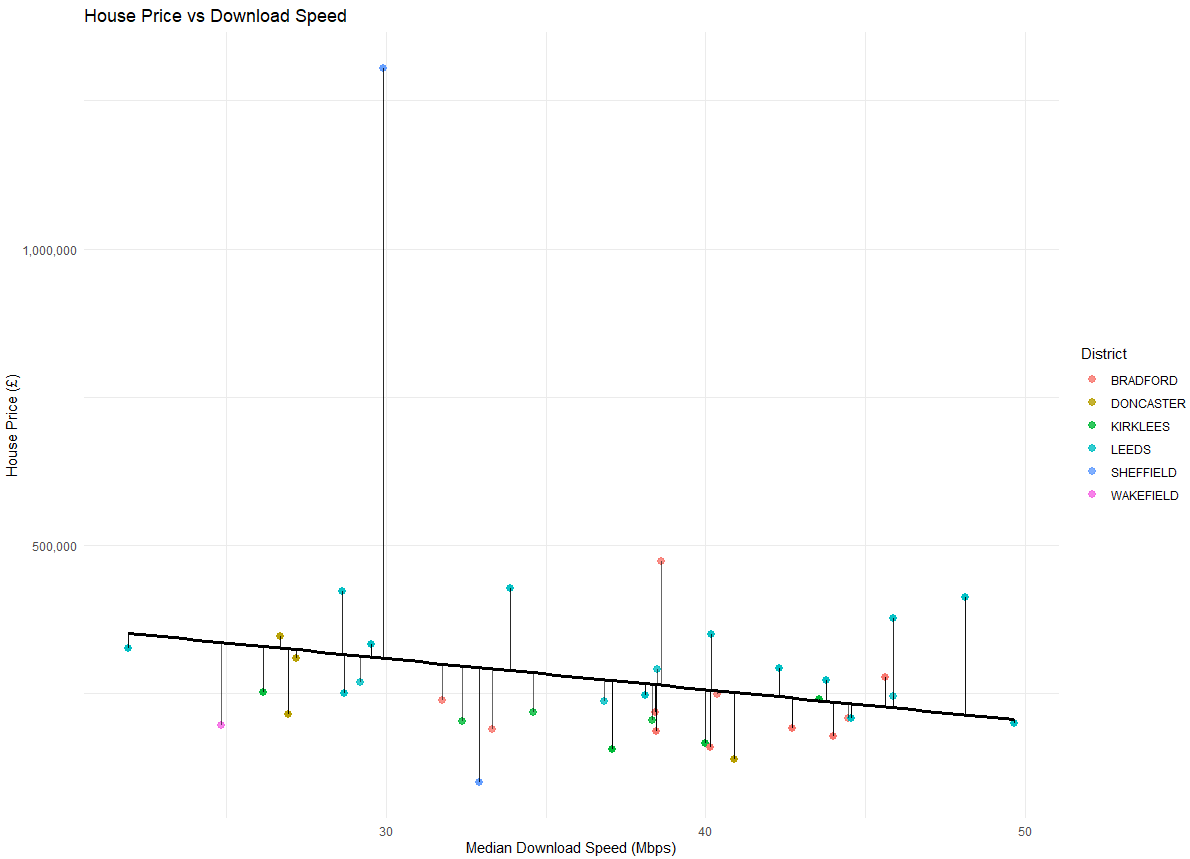 House Price vs Download Speed
1,000,000
500,000
House Price (£)
30
40
50
Median Download Speed (Mbps)
District
BRADFORD
DONCASTER
KIRKLEES
LEEDS
SHEFFIELD
WAKEFIELD